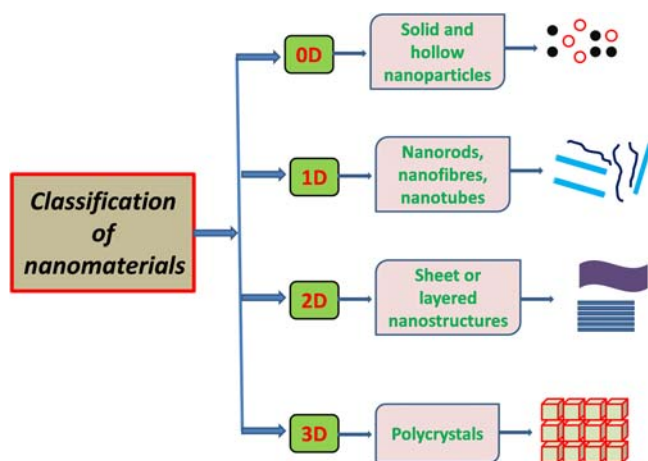 Classification
of
nanomaterials
0D
Solid and
hollow
nanoparticles
1D
Nanorods,
nanofibres,
nanotubes
2D
Sheet or
layered
nanostructures
3D
Polycrystals